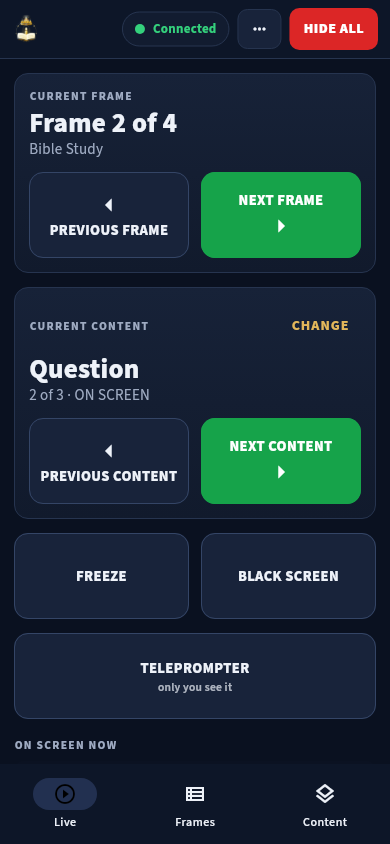 Connected
HIDE ALL
CURRENT FRAME
Frame 2 of 4
Bible Study
PREVIOUS FRAME
NEXT FRAME
CURRENT CONTENT
CHANGE
Question
2 of 3 · ON SCREEN
PREVIOUS CONTENT
NEXT CONTENT
FREEZE
BLACK SCREEN
TELEPROMPTER
only you see it
ON SCREEN NOW
Live
Frames
Content